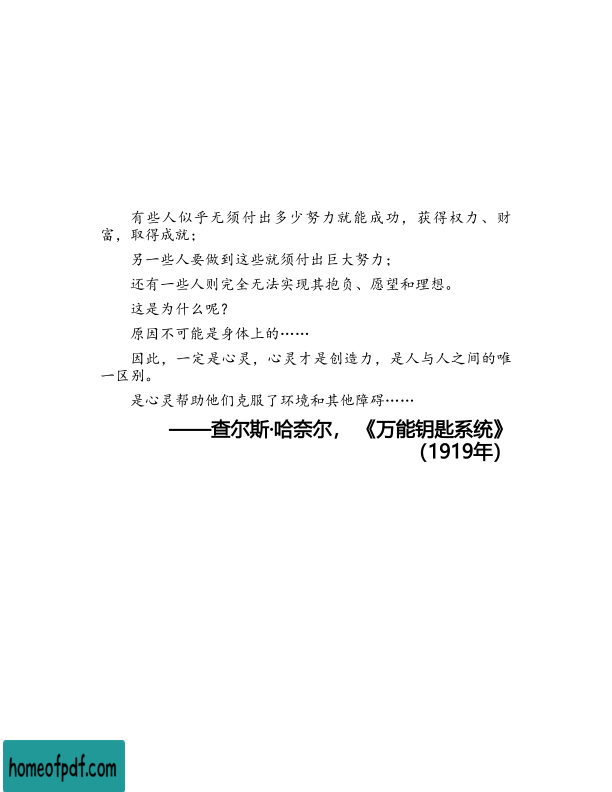 有些人似乎无须付出多少努力就能成功，获得权力、财
富，取得成就；
另一些人要做到这些就须付出巨大努力；
还有一些人则完全无法实现其抱负、愿望和理想。
这是为什么呢？
原因不可能是身体上的……
因此，一定是心灵，心灵才是创造力，是人与人之间的唯
一区别。
是心灵帮助他们克服了环境和其他障碍……
——查尔斯·哈奈尔，《万能钥匙系统》
（1919年）
homeofpdf.com